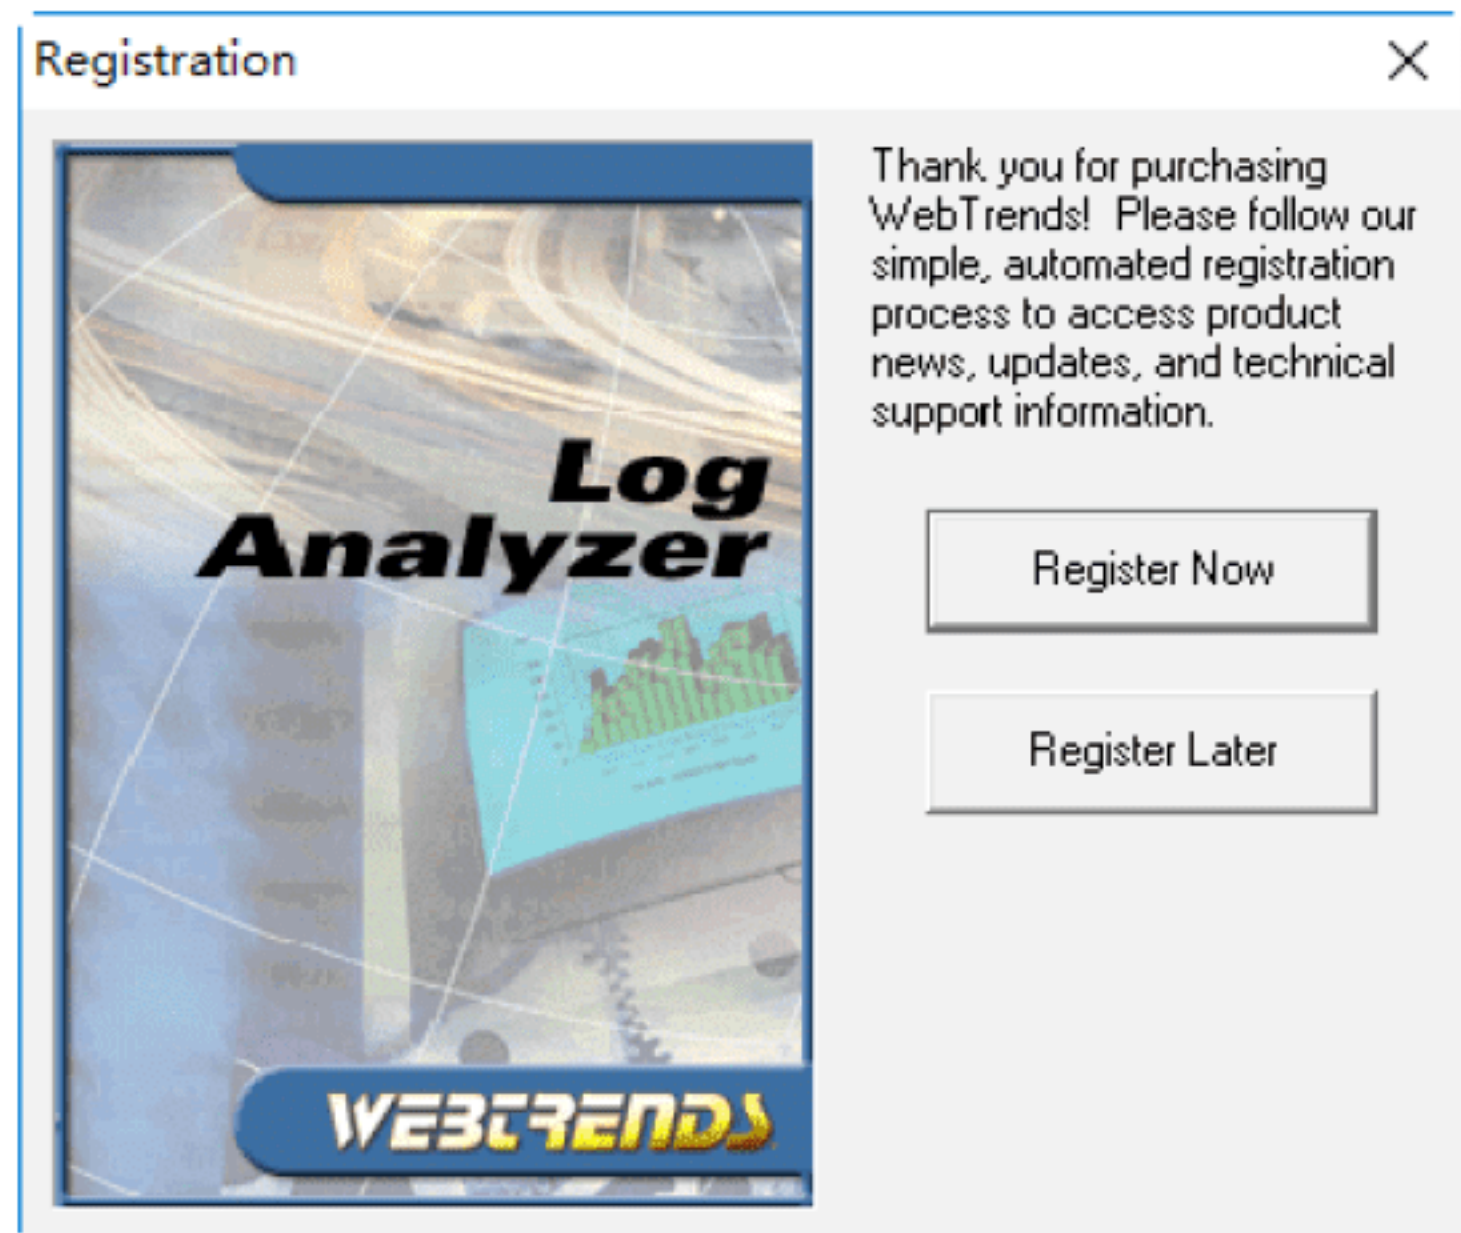 Registration
Thank you for purchasing
WebTrends!  Please follow our
simple, automated registration
process to access product
news, updates, and technical
support information.
Log
Analyzer
Register Now
Register Later
WEBTRENDS